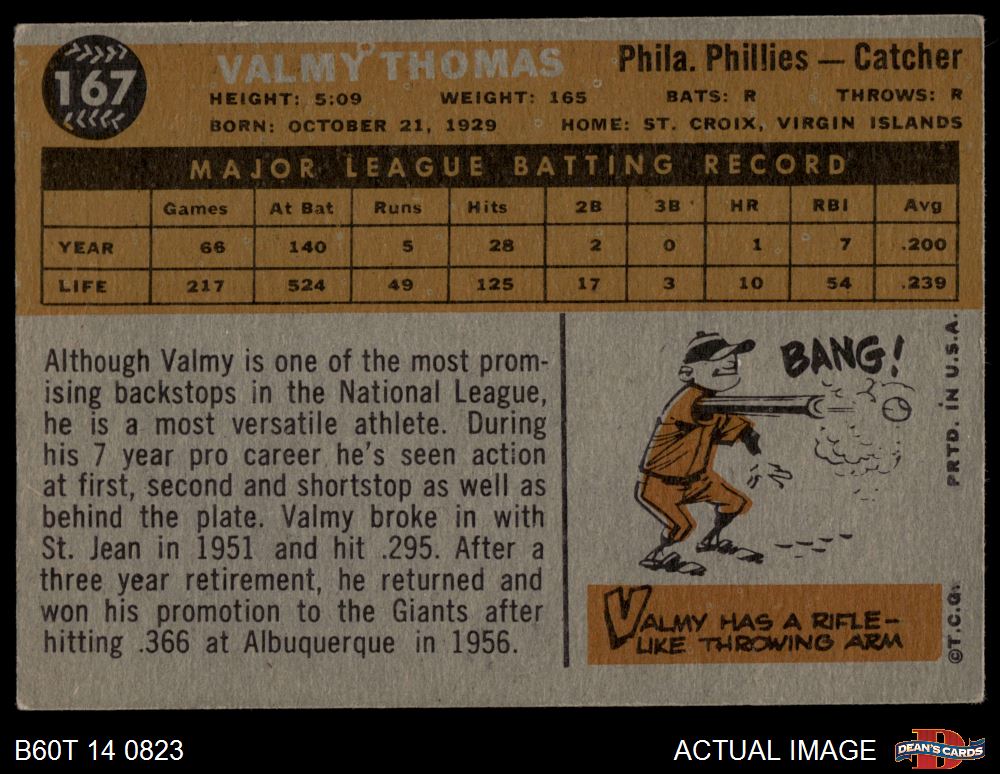 167
VALMY THOMAS
Phila. Phillies — Catcher
HEIGHT: 5:09 WEIGHT: 165 BATS: R THROWS: R
BORN: OCTOBER 21, 1929 HOME: ST. CROIX, VIRGIN ISLANDS
MAJOR LEAGUE BATTING RECORD
Games At Bat Runs Hits 2B 3B HR RBI Avg
YEAR 66 140 5 28 2 0 1 7 .200
LIFE 217 524 49 125 17 3 10 54 .239
Although Valmy is one of the most prom-
ising backstops in the National League,
he is a most versatile athlete. During
his 7 year pro career he's seen action
at first, second and shortstop as well as
behind the plate. Valmy broke in with
St. Jean in 1951 and hit .295. After a
three year retirement, he returned and
won his promotion to the Giants after
hitting .366 at Albuquerque in 1956.
BANG!
VALMY HAS A RIFLE-
LIKE THROWING ARM
©T.C.G. PRTD. IN U.S.A.
B60T 14 0823
ACTUAL IMAGE
D
DEAN'S CARDS